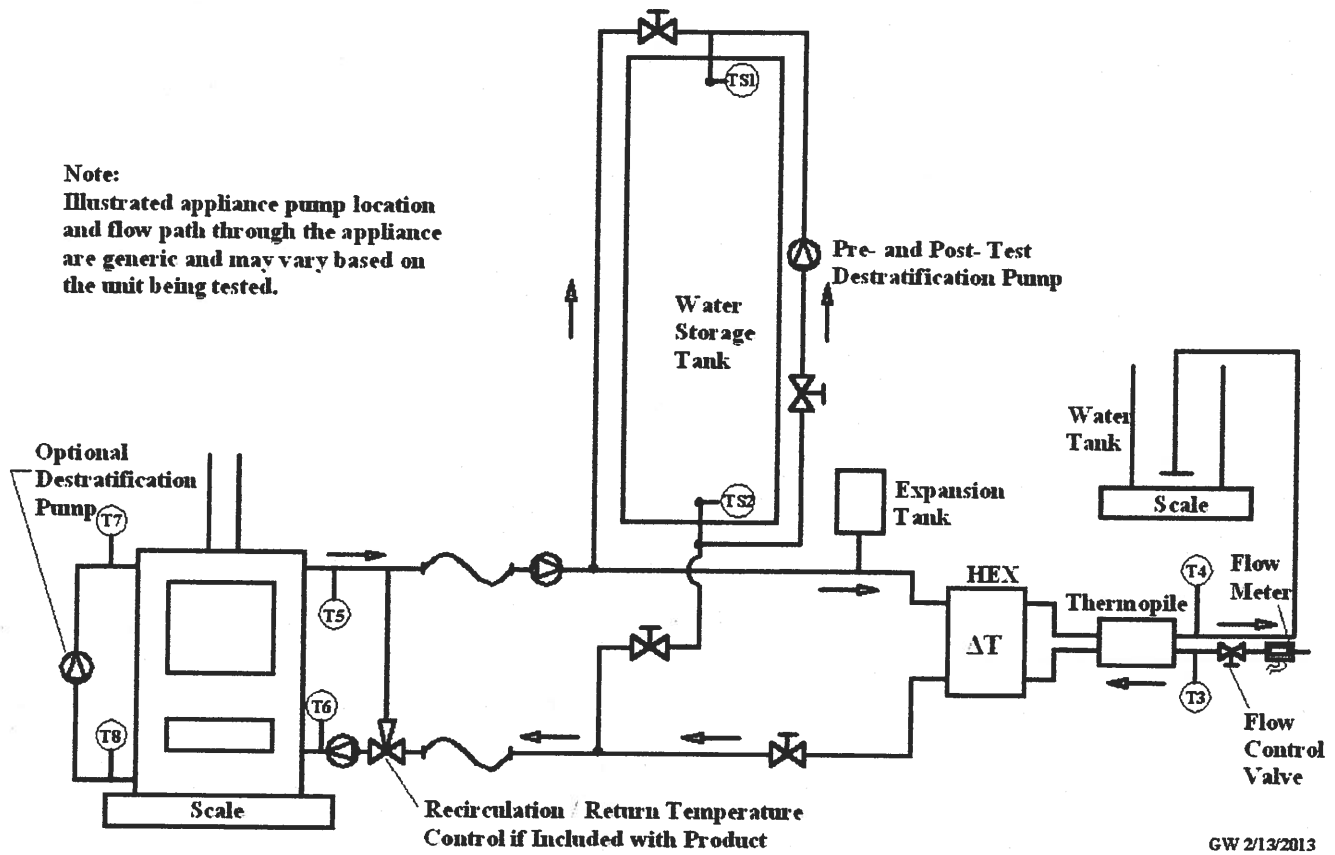 TS1
Note:
Illustrated appliance pump location
and flow path through the appliance
are generic and may vary based on
the unit being tested.
Pre- and Post- Test
Destratification Pump
Water
Storage
Tank
Water
Tank
Scale
Optional
Destratification
Pump
T7
TS2
Expansion
Tank
T5
HEX
ΔT
Thermopile
T4
Flow
Meter
T3
T6
T8
Flow
Control
Valve
Scale
Recirculation / Return Temperature
Control if Included with Product
GW 2/13/2013